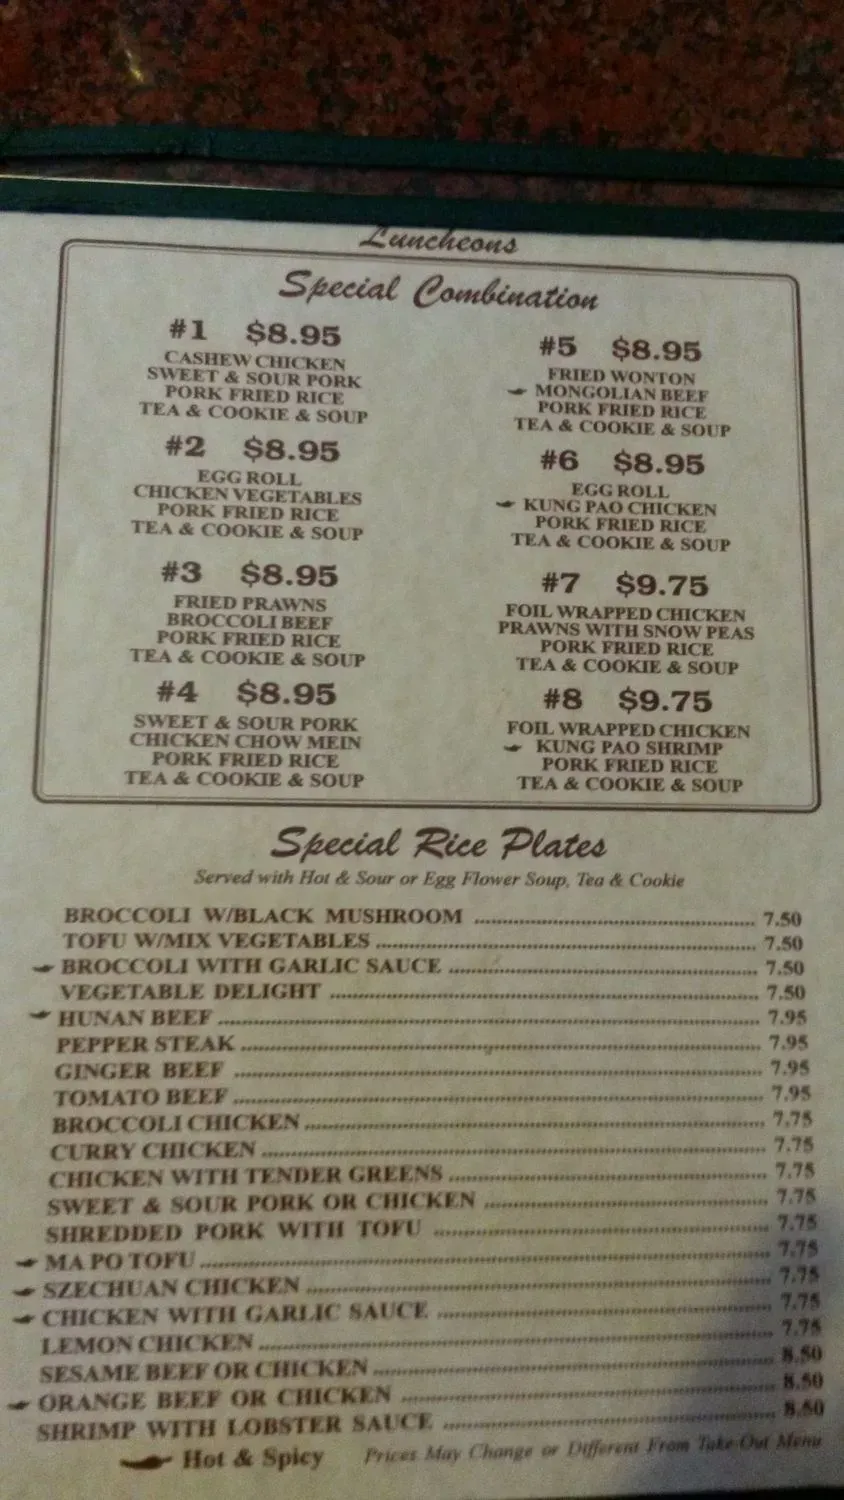 Luncheons
Special Combination
#1 $8.95
CASHEW CHICKEN
SWEET & SOUR PORK
PORK FRIED RICE
TEA & COOKIE & SOUP
#2 $8.95
EGG ROLL
CHICKEN VEGETABLES
PORK FRIED RICE
TEA & COOKIE & SOUP
#3 $8.95
FRIED PRAWNS
BROCCOLI BEEF
PORK FRIED RICE
TEA & COOKIE & SOUP
#4 $8.95
SWEET & SOUR PORK
CHICKEN CHOW MEIN
PORK FRIED RICE
TEA & COOKIE & SOUP
#5 $8.95
FRIED WONTON
MONGOLIAN BEEF
PORK FRIED RICE
TEA & COOKIE & SOUP
#6 $8.95
EGG ROLL
KUNG PAO CHICKEN
PORK FRIED RICE
TEA & COOKIE & SOUP
#7 $9.75
FOIL WRAPPED CHICKEN
PRAWNS WITH SNOW PEAS
PORK FRIED RICE
TEA & COOKIE & SOUP
#8 $9.75
FOIL WRAPPED CHICKEN
KUNG PAO SHRIMP
PORK FRIED RICE
TEA & COOKIE & SOUP
Special Rice Plates
Served with Hot & Sour or Egg Flower Soup, Tea & Cookie
BROCCOLI W/BLACK MUSHROOM 7.50
TOFU W/MIX VEGETABLES 7.50
BROCCOLI WITH GARLIC SAUCE 7.50
VEGETABLE DELIGHT 7.50
HUNAN BEEF 7.95
PEPPER STEAK 7.95
GINGER BEEF 7.95
TOMATO BEEF 7.95
BROCCOLI CHICKEN 7.75
CURRY CHICKEN 7.75
CHICKEN WITH TENDER GREENS 7.75
SWEET & SOUR PORK OR CHICKEN 7.75
SHREDDED PORK WITH TOFU 7.75
MA PO TOFU 7.75
SZECHUAN CHICKEN 7.75
CHICKEN WITH GARLIC SAUCE 7.75
LEMON CHICKEN 7.75
SESAME BEEF OR CHICKEN 8.50
ORANGE BEEF OR CHICKEN 8.50
SHRIMP WITH LOBSTER SAUCE 8.50
Hot & Spicy Prices May Change or Different From Take-Out Menu